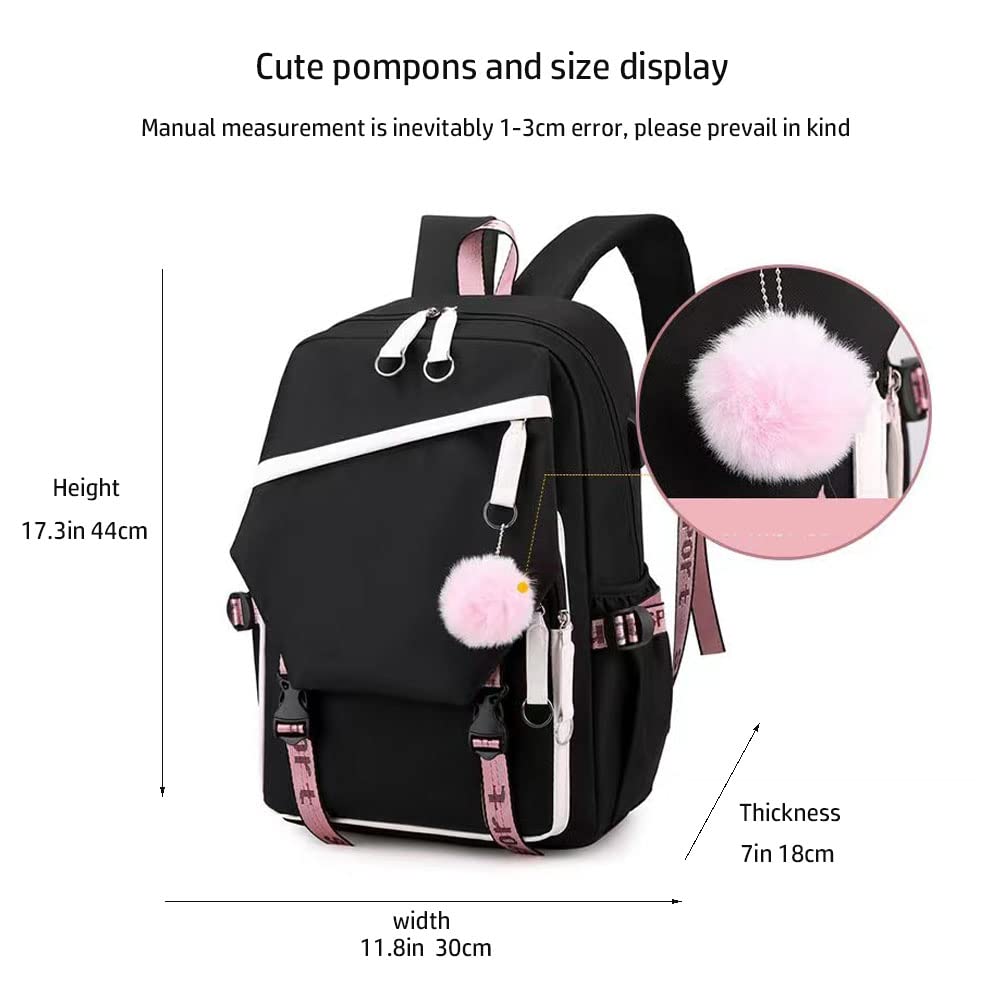 Cute pompons and size display
Manual measurement is inevitably 1-3cm error, please prevail in kind
Height
17.3in 44cm
Thickness
7in 18cm
width
11.8in 30cm